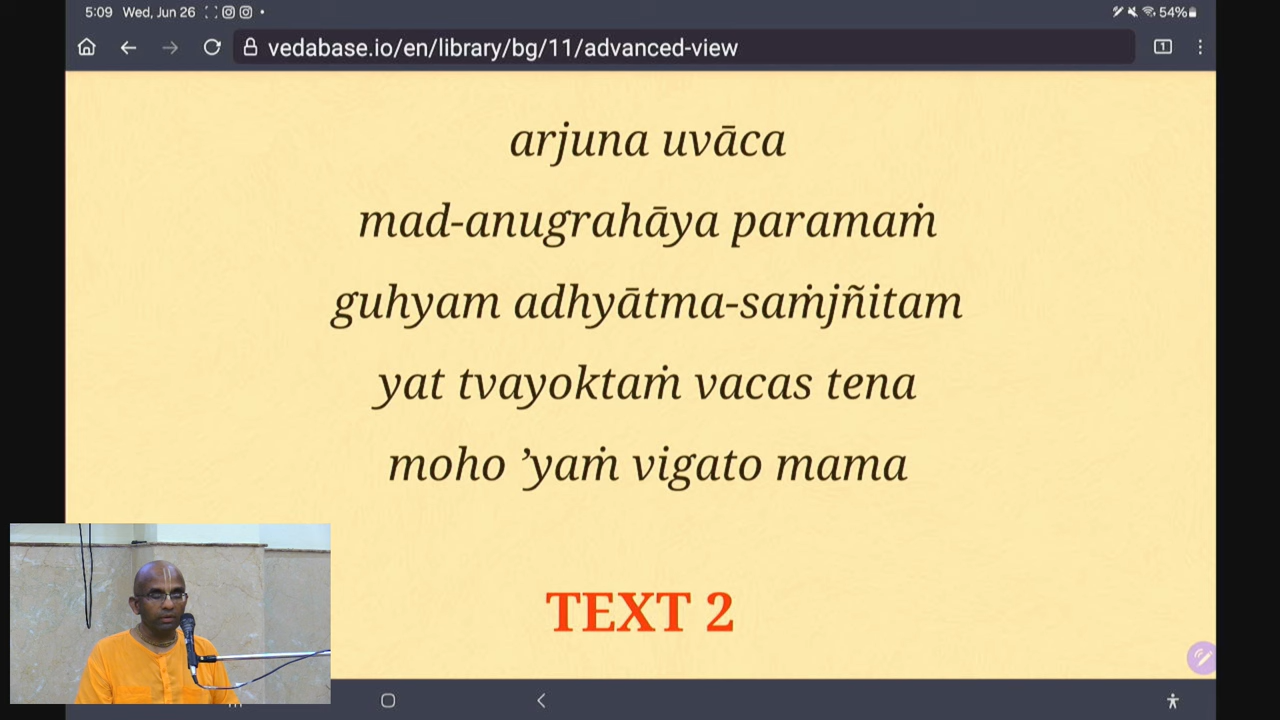 5:09 Wed, Jun 26
54%
vedabase.io/en/library/bg/11/advanced-view
1
arjuna uvāca
mad-anugrahāya paramaṁ
guhyam adhyātma-saṁjñitam
yat tvayoktaṁ vacas tena
moho ’yaṁ vigato mama
TEXT 2